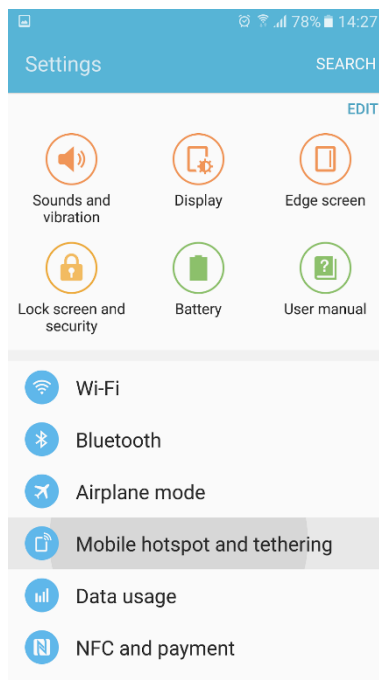 78% 14:27
Settings SEARCH
EDIT
Sounds and vibration
Display
Edge screen
Lock screen and security
Battery
User manual
Wi-Fi
Bluetooth
Airplane mode
Mobile hotspot and tethering
Data usage
NFC and payment